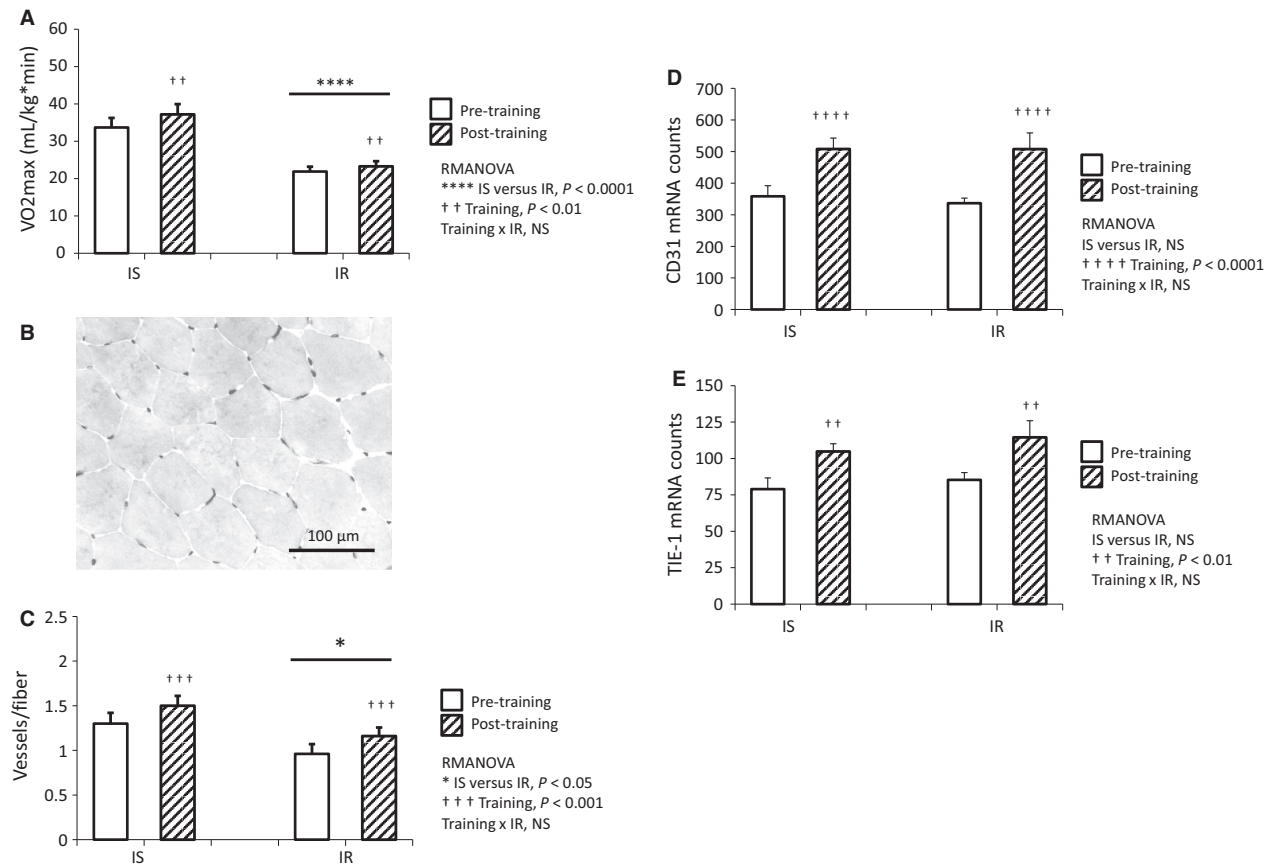 A
VO2max (mL/kg*min)
60
50
40
30
20
10
0
† †
****
† †
IS
IR
Pre-training
Post-training
RMANOVA
**** IS versus IR, P < 0.0001
† † Training, P < 0.01
Training x IR, NS
B
100 µm
C
Vessels/fiber
2.5
2
1.5
1
0.5
0
† † †
*
† † †
IS
IR
Pre-training
Post-training
RMANOVA
* IS versus IR, P < 0.05
† † † Training, P < 0.001
Training x IR, NS
D
CD31 mRNA counts
700
600
500
400
300
200
100
0
† † † †
† † † †
IS
IR
Pre-training
Post-training
RMANOVA
IS versus IR, NS
† † † † Training, P < 0.0001
Training x IR, NS
E
TIE-1 mRNA counts
150
125
100
75
50
25
0
† †
† †
IS
IR
Pre-training
Post-training
RMANOVA
IS versus IR, NS
† † Training, P < 0.01
Training x IR, NS